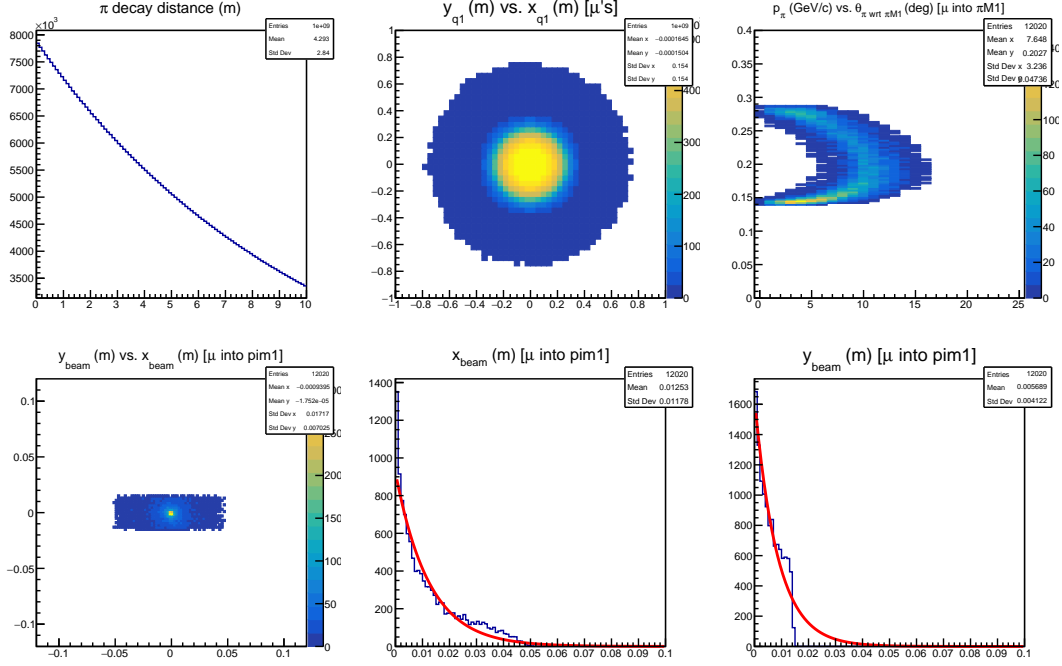 π decay distance (m)
Entries 1e+09
Mean 4.293
Std Dev 2.84
×10³
8000
7500
7000
6500
6000
5500
5000
4500
4000
3500
0 1 2 3 4 5 6 7 8 9 10
y_q1 (m) vs. x_q1 (m) [μ's]
Entries 1e+09
Mean x −0.0001645
Mean y −0.0001504
Std Dev x 0.154
Std Dev y 0.154
1
0.8
0.6
0.4
0.2
0
−0.2
−0.4
−0.6
−0.8
−1
−1 −0.8 −0.6 −0.4 −0.2 0 0.2 0.4 0.6 0.8 1
400
300
200
100
0
p_π (GeV/c) vs. θ_π wrt πM1 (deg) [μ into πM1]
Entries 12020
Mean x 7.648
Mean y 0.2027
Std Dev x 3.236
Std Dev y 0.04736
0.4
0.35
0.3
0.25
0.2
0.15
0.1
0.05
0
0 5 10 15 20 25
120
100
80
60
40
20
0
y_beam (m) vs. x_beam (m) [μ into pim1]
Entries 12020
Mean x −0.0009395
Mean y −1.752e−05
Std Dev x 0.01717
Std Dev y 0.007025
0.1
0.05
0
−0.05
−0.1
−0.1 −0.05 0 0.05 0.1
250
200
150
100
50
0
x_beam (m) [μ into pim1]
Entries 12020
Mean 0.01253
Std Dev 0.01178
1400
1200
1000
800
600
400
200
0
0 0.01 0.02 0.03 0.04 0.05 0.06 0.07 0.08 0.09 0.1
y_beam (m) [μ into pim1]
Entries 12020
Mean 0.005689
Std Dev 0.004122
1600
1400
1200
1000
800
600
400
200
0
0 0.01 0.02 0.03 0.04 0.05 0.06 0.07 0.08 0.09 0.1